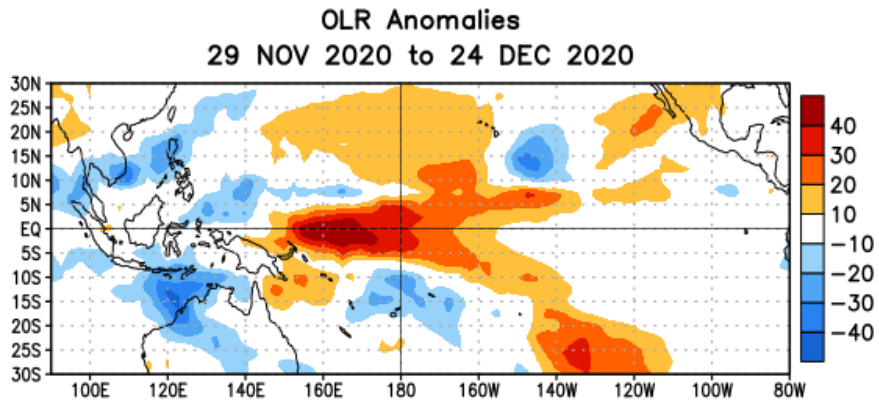 OLR Anomalies
29 NOV 2020 to 24 DEC 2020
30N
25N
20N
15N
10N
5N
EQ
5S
10S
15S
20S
25S
30S
100E 120E 140E 160E 180 160W 140W 120W 100W 80W
40
30
20
10
-10
-20
-30
-40